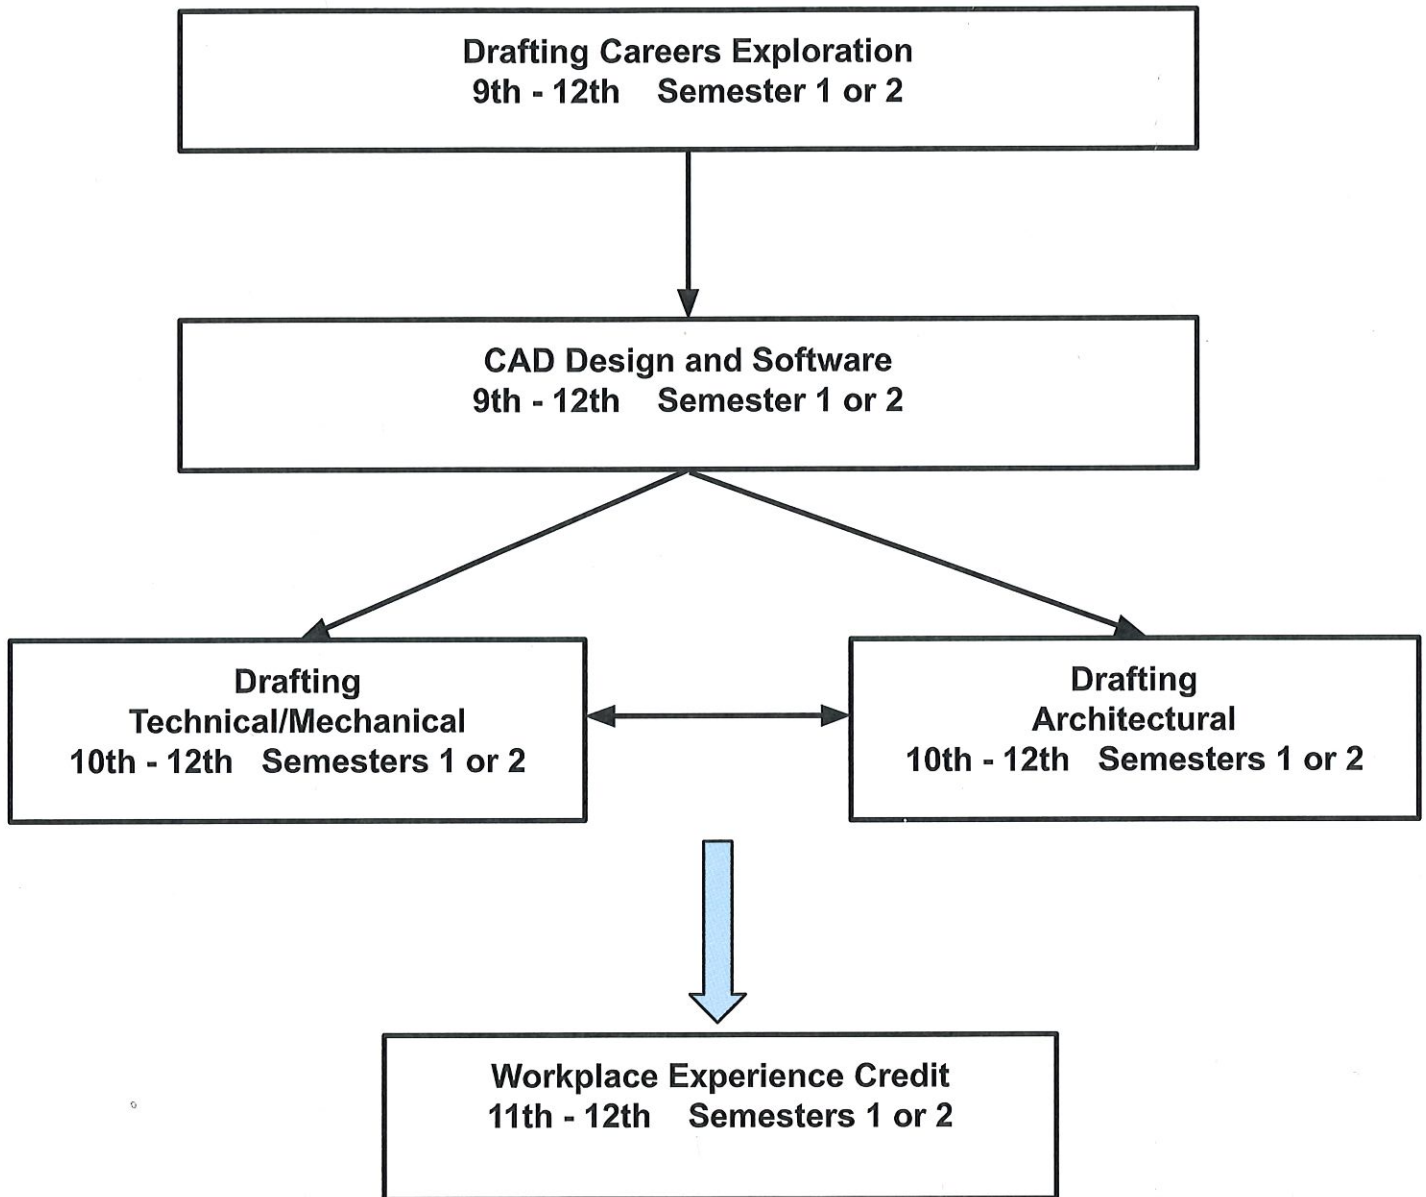 Drafting Careers Exploration
9th - 12th Semester 1 or 2
CAD Design and Software
9th - 12th Semester 1 or 2
Drafting
Technical/Mechanical
10th - 12th Semesters 1 or 2
Drafting
Architectural
10th - 12th Semesters 1 or 2
Workplace Experience Credit
11th - 12th Semesters 1 or 2